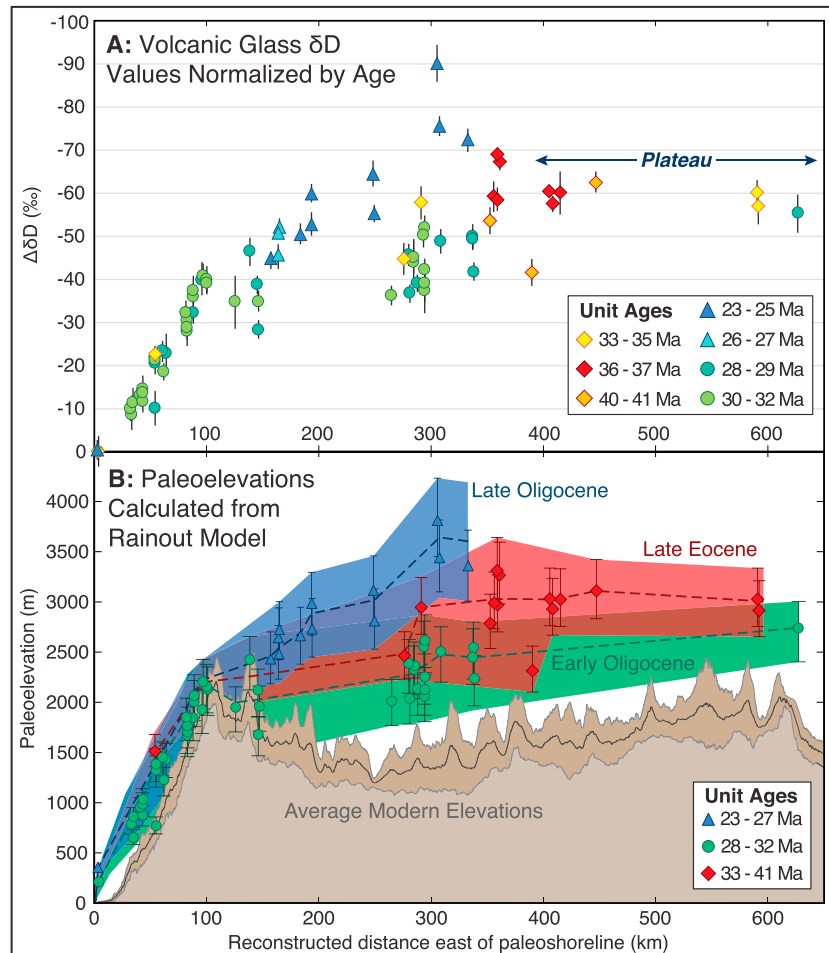 A: Volcanic Glass δD
Values Normalized by Age
-100
-90
-80
-70
-60
-50
-40
-30
-20
-10
0
ΔδD (‰)
Plateau
Unit Ages
33 - 35 Ma
36 - 37 Ma
40 - 41 Ma
23 - 25 Ma
26 - 27 Ma
28 - 29 Ma
30 - 32 Ma
100
200
300
400
500
600
B: Paleoelevations
Calculated from
Rainout Model
4000
3500
3000
2500
2000
1500
1000
500
0
Paleoelevation (m)
Late Oligocene
Late Eocene
Early Oligocene
Average Modern Elevations
Unit Ages
23 - 27 Ma
28 - 32 Ma
33 - 41 Ma
0
100
200
300
400
500
600
Reconstructed distance east of paleoshoreline (km)